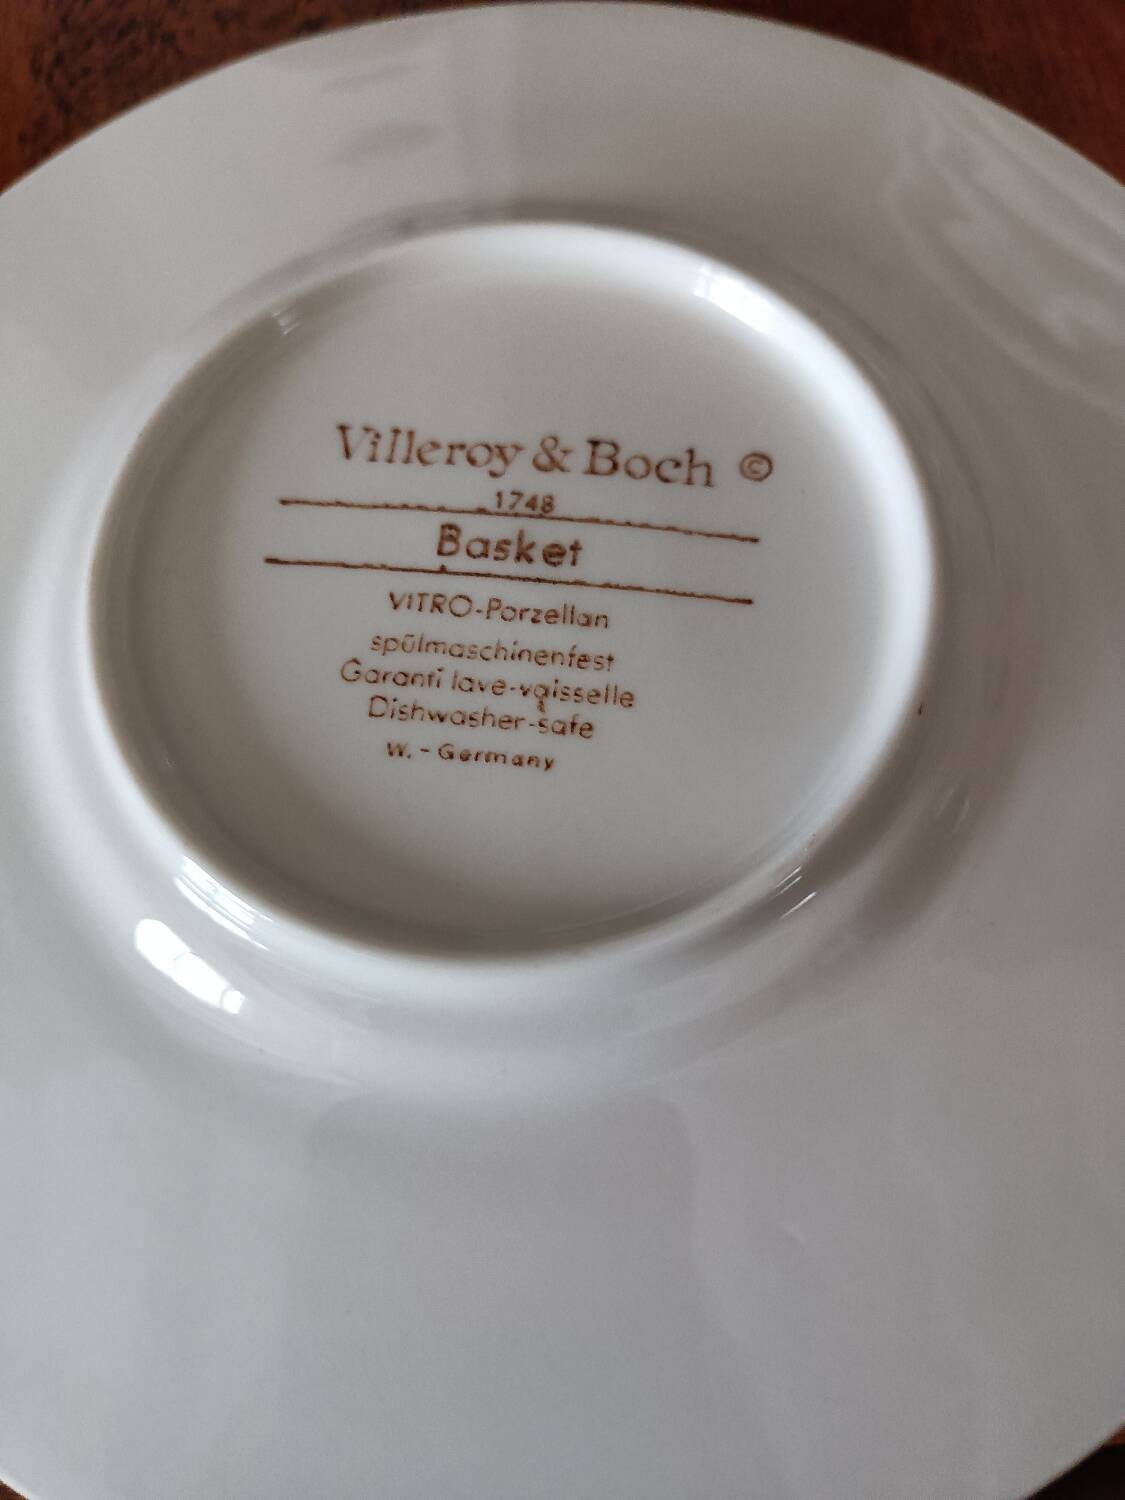 Villeroy & Boch ©
1748
Basket
VITRO-Porzellan
spülmaschinenfest
Garanti lave-vaisselle
Dishwasher-safe
W. - Germany